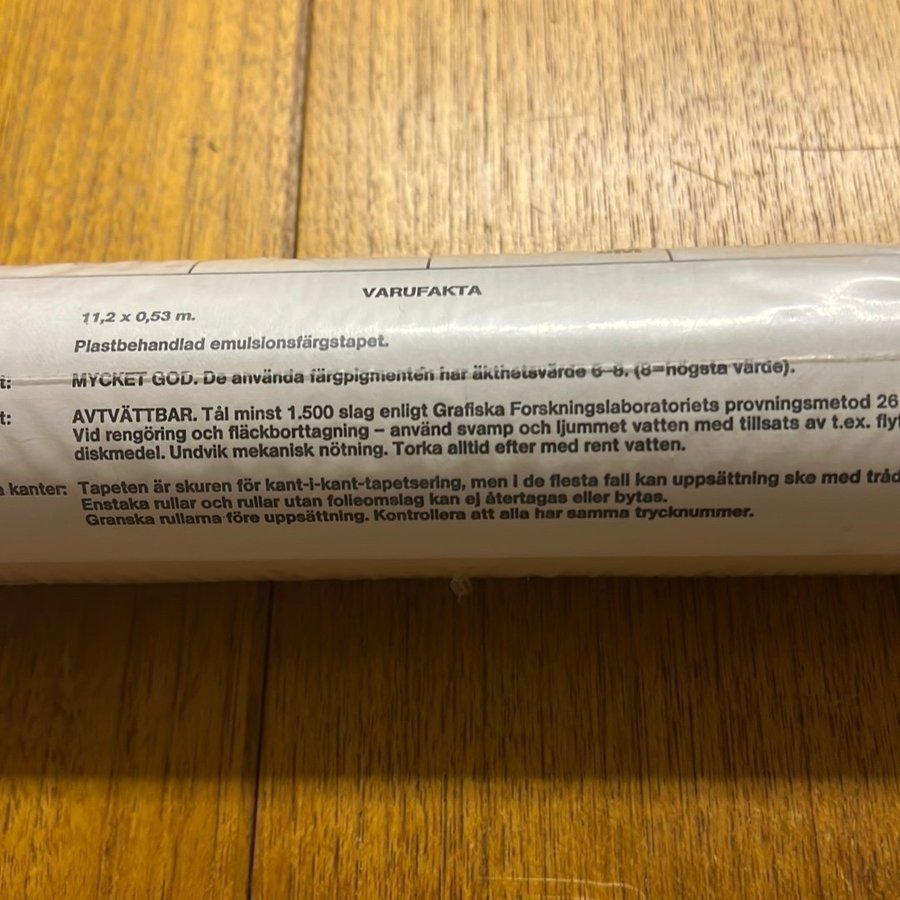 VARUFAKTA
11,2 x 0,53 m.
Plastbehandlad emulsionsfärgstapet.
t: MYCKET GOD. De använda färgpigmenten har äkthetsvärde 6–8. (8=högsta värde).
t: AVTVÄTTBAR. Tål minst 1.500 slag enligt Grafiska Forskningslaboratoriets provningsmetod 26
Vid rengöring och fläckborttagning – använd svamp och ljummet vatten med tillsats av t.ex. fly
diskmedel. Undvik mekanisk nötning. Torka alltid efter med rent vatten.
a kanter: Tapeten är skuren för kant-i-kant-tapetsering, men i de flesta fall kan uppsättning ske med tråd
Enstaka rullar och rullar utan folieomslag kan ej återtagas eller bytas.
Granska rullarna före uppsättning. Kontrollera att alla har samma trycknummer.